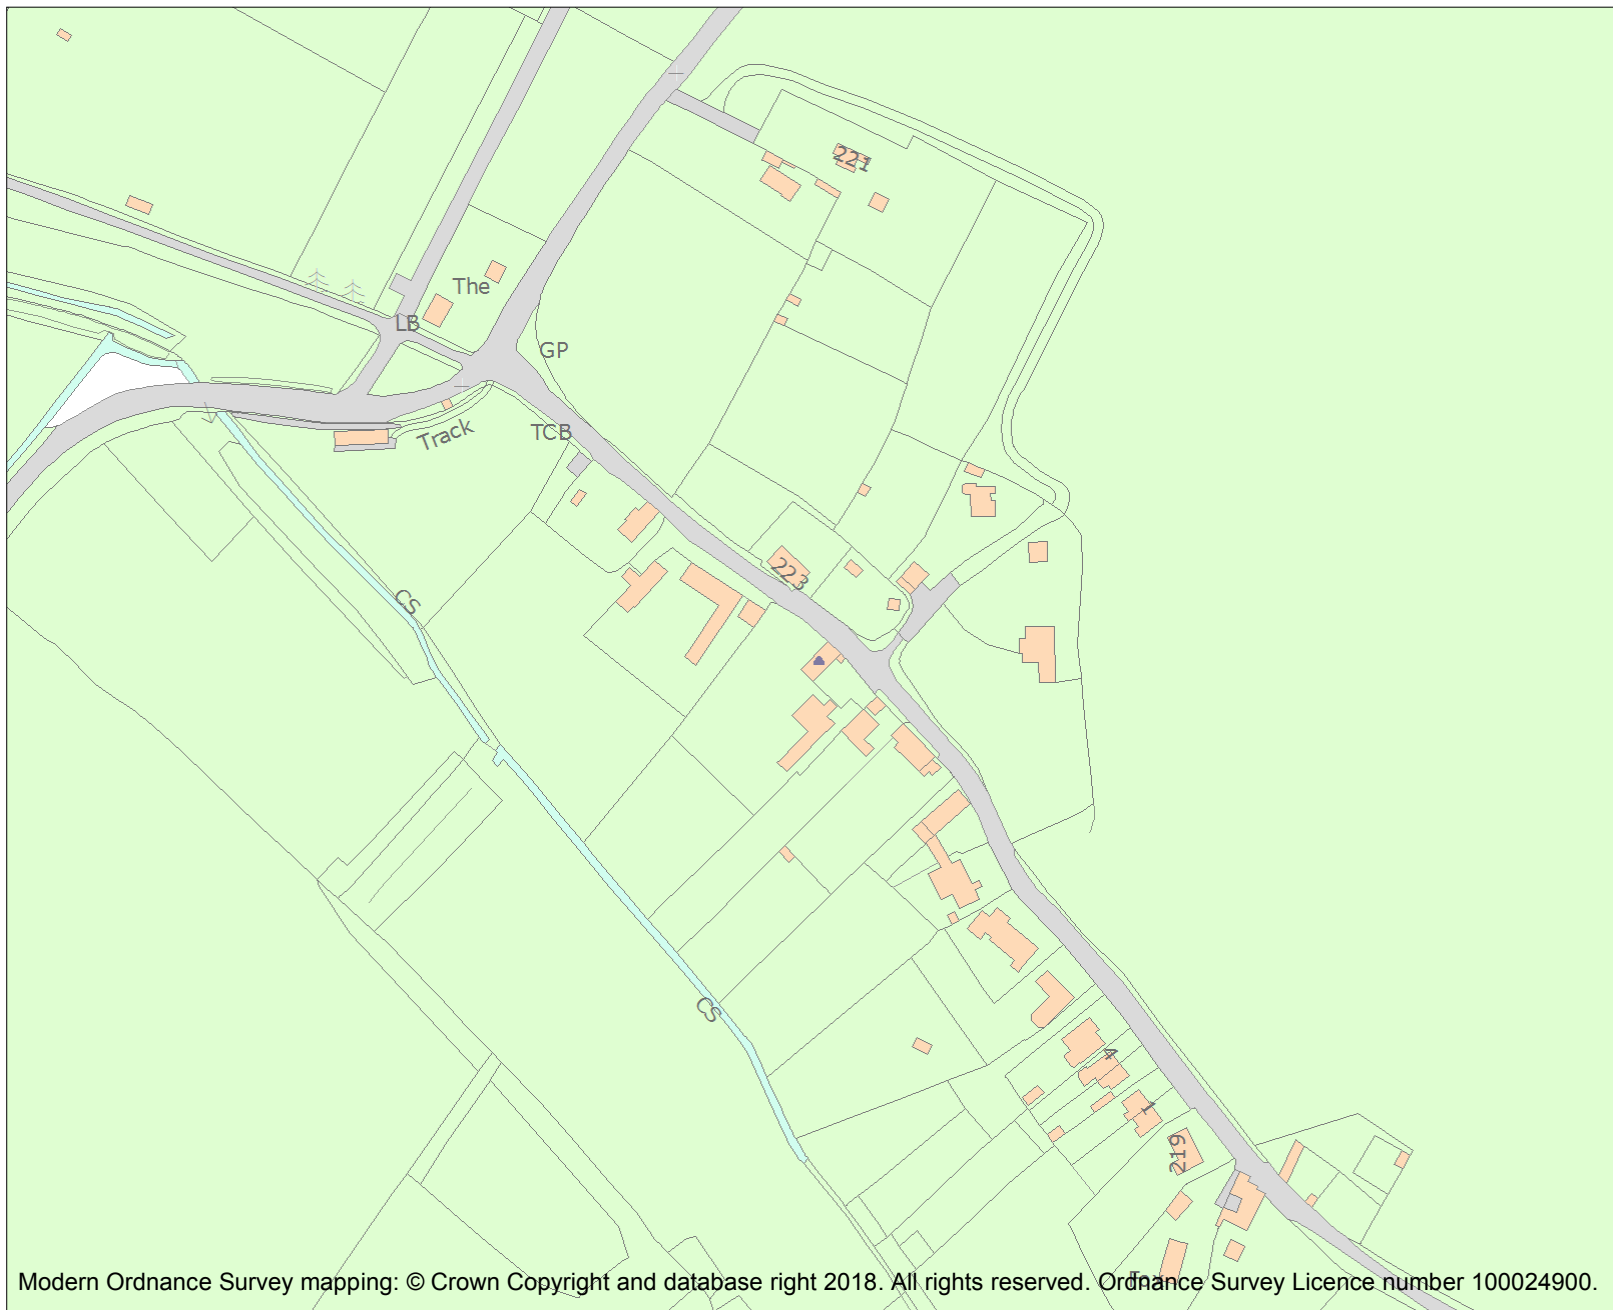 221
The
LB
GP
TCB
Track
223
CS
CS
4
1
219
Fox
Modern Ordnance Survey mapping: © Crown Copyright and database right 2018. All rights reserved. Ordnance Survey Licence number 100024900.